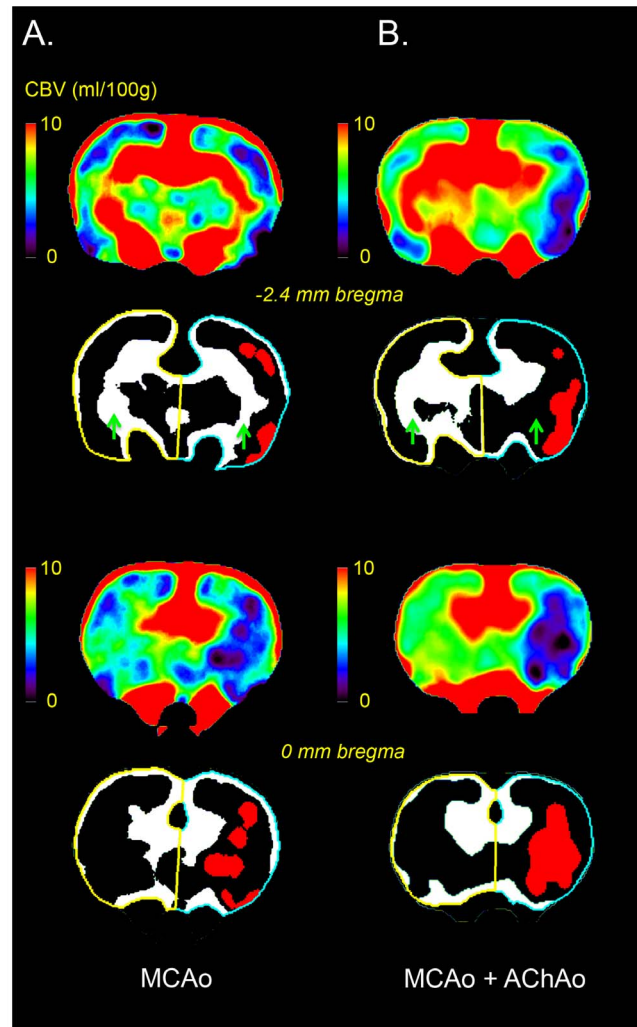 A. B.
CBV (ml/100g)
10 10
0 0
-2.4 mm bregma
10 10
0 0
0 mm bregma
MCAo MCAo + AChAo